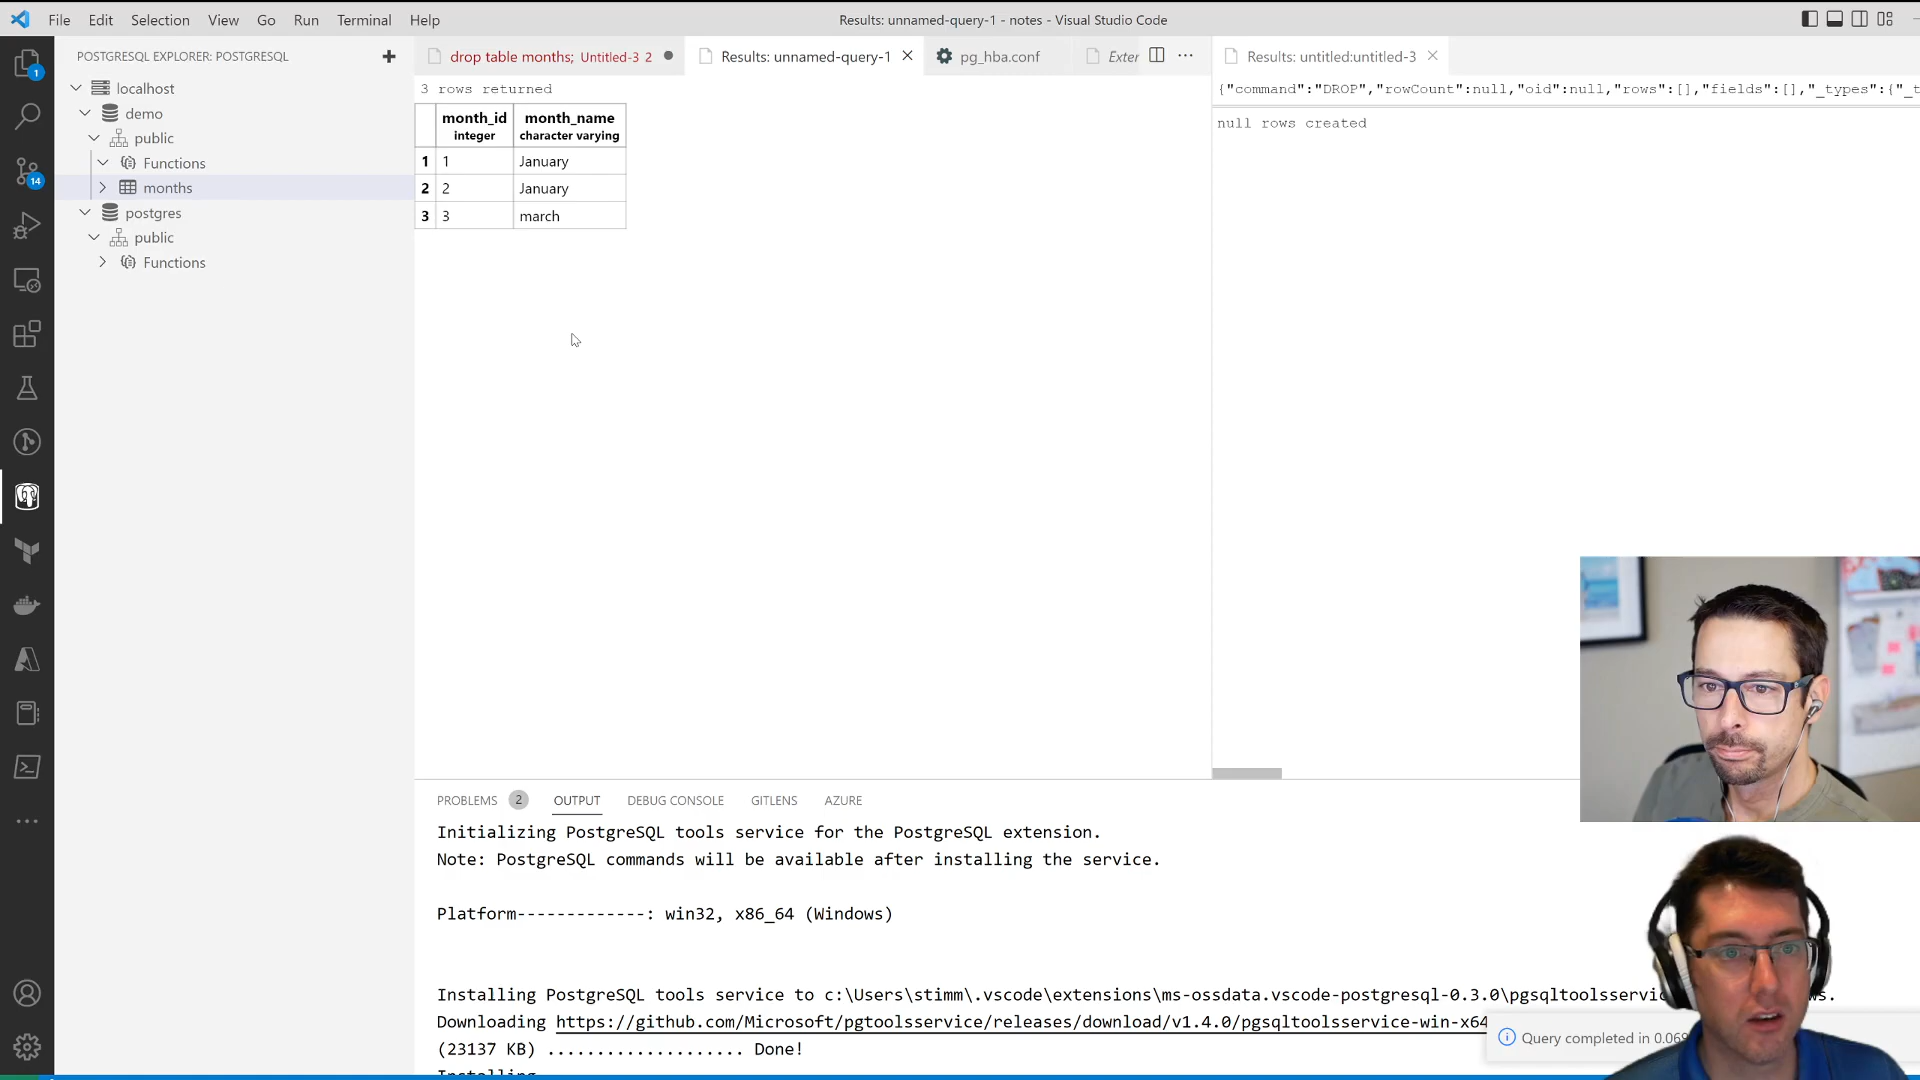 File Edit Selection View Go Run Terminal Help
Results: unnamed-query-1 - notes - Visual Studio Code
POSTGRESQL EXPLORER: POSTGRESQL
localhost
demo
public
Functions
months
postgres
public
Functions
1
14
drop table months; Untitled-3 2
Results: unnamed-query-1
pg_hba.conf
Exter
3 rows returned
month_id month_name
integer character varying
1 1 January
2 2 January
3 3 march
Results: untitled:untitled-3
{"command":"DROP","rowCount":null,"oid":null,"rows":[],"fields":[],"_types":{"_t
null rows created
PROBLEMS 2 OUTPUT DEBUG CONSOLE GITLENS AZURE
Initializing PostgreSQL tools service for the PostgreSQL extension.
Note: PostgreSQL commands will be available after installing the service.
Platform-------------: win32, x86_64 (Windows)
Installing PostgreSQL tools service to c:\Users\stimm\.vscode\extensions\ms-ossdata.vscode-postgresql-0.3.0\pgsqltoolsservic
Downloading https://github.com/Microsoft/pgtoolsservice/releases/download/v1.4.0/pgsqltoolsservice-win-x64
(23137 KB) .................... Done!
Installing
Query completed in 0.069